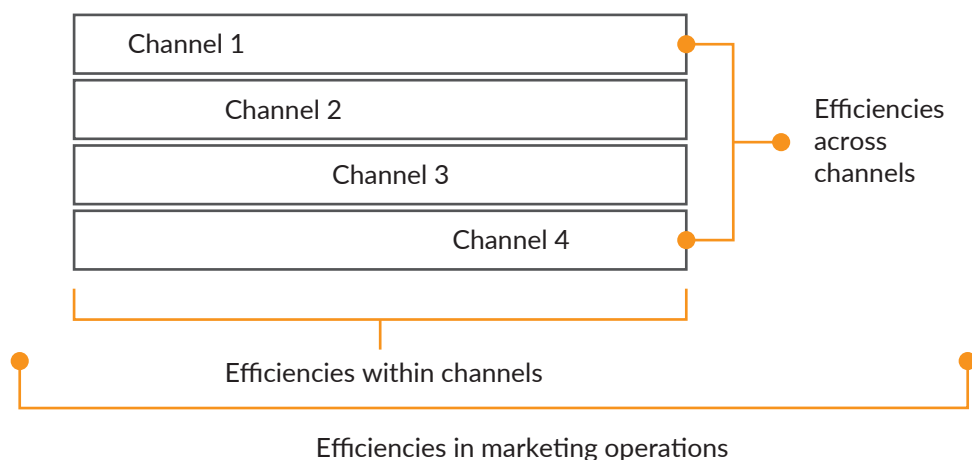 Channel 1
Channel 2
Channel 3
Channel 4
Efficiencies
across
channels
Efficiencies within channels
Efficiencies in marketing operations